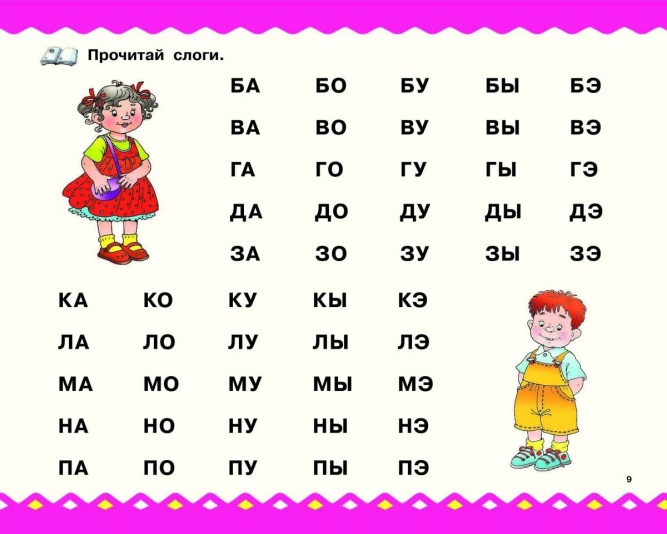 Прочитай слоги.
БА БО БУ БЫ БЭ
ВА ВО ВУ ВЫ ВЭ
ГА ГО ГУ ГЫ ГЭ
ДА ДО ДУ ДЫ ДЭ
ЗА ЗО ЗУ ЗЫ ЗЭ
КА КО КУ КЫ КЭ
ЛА ЛО ЛУ ЛЫ ЛЭ
МА МО МУ МЫ МЭ
НА НО НУ НЫ НЭ
ПА ПО ПУ ПЫ ПЭ
9